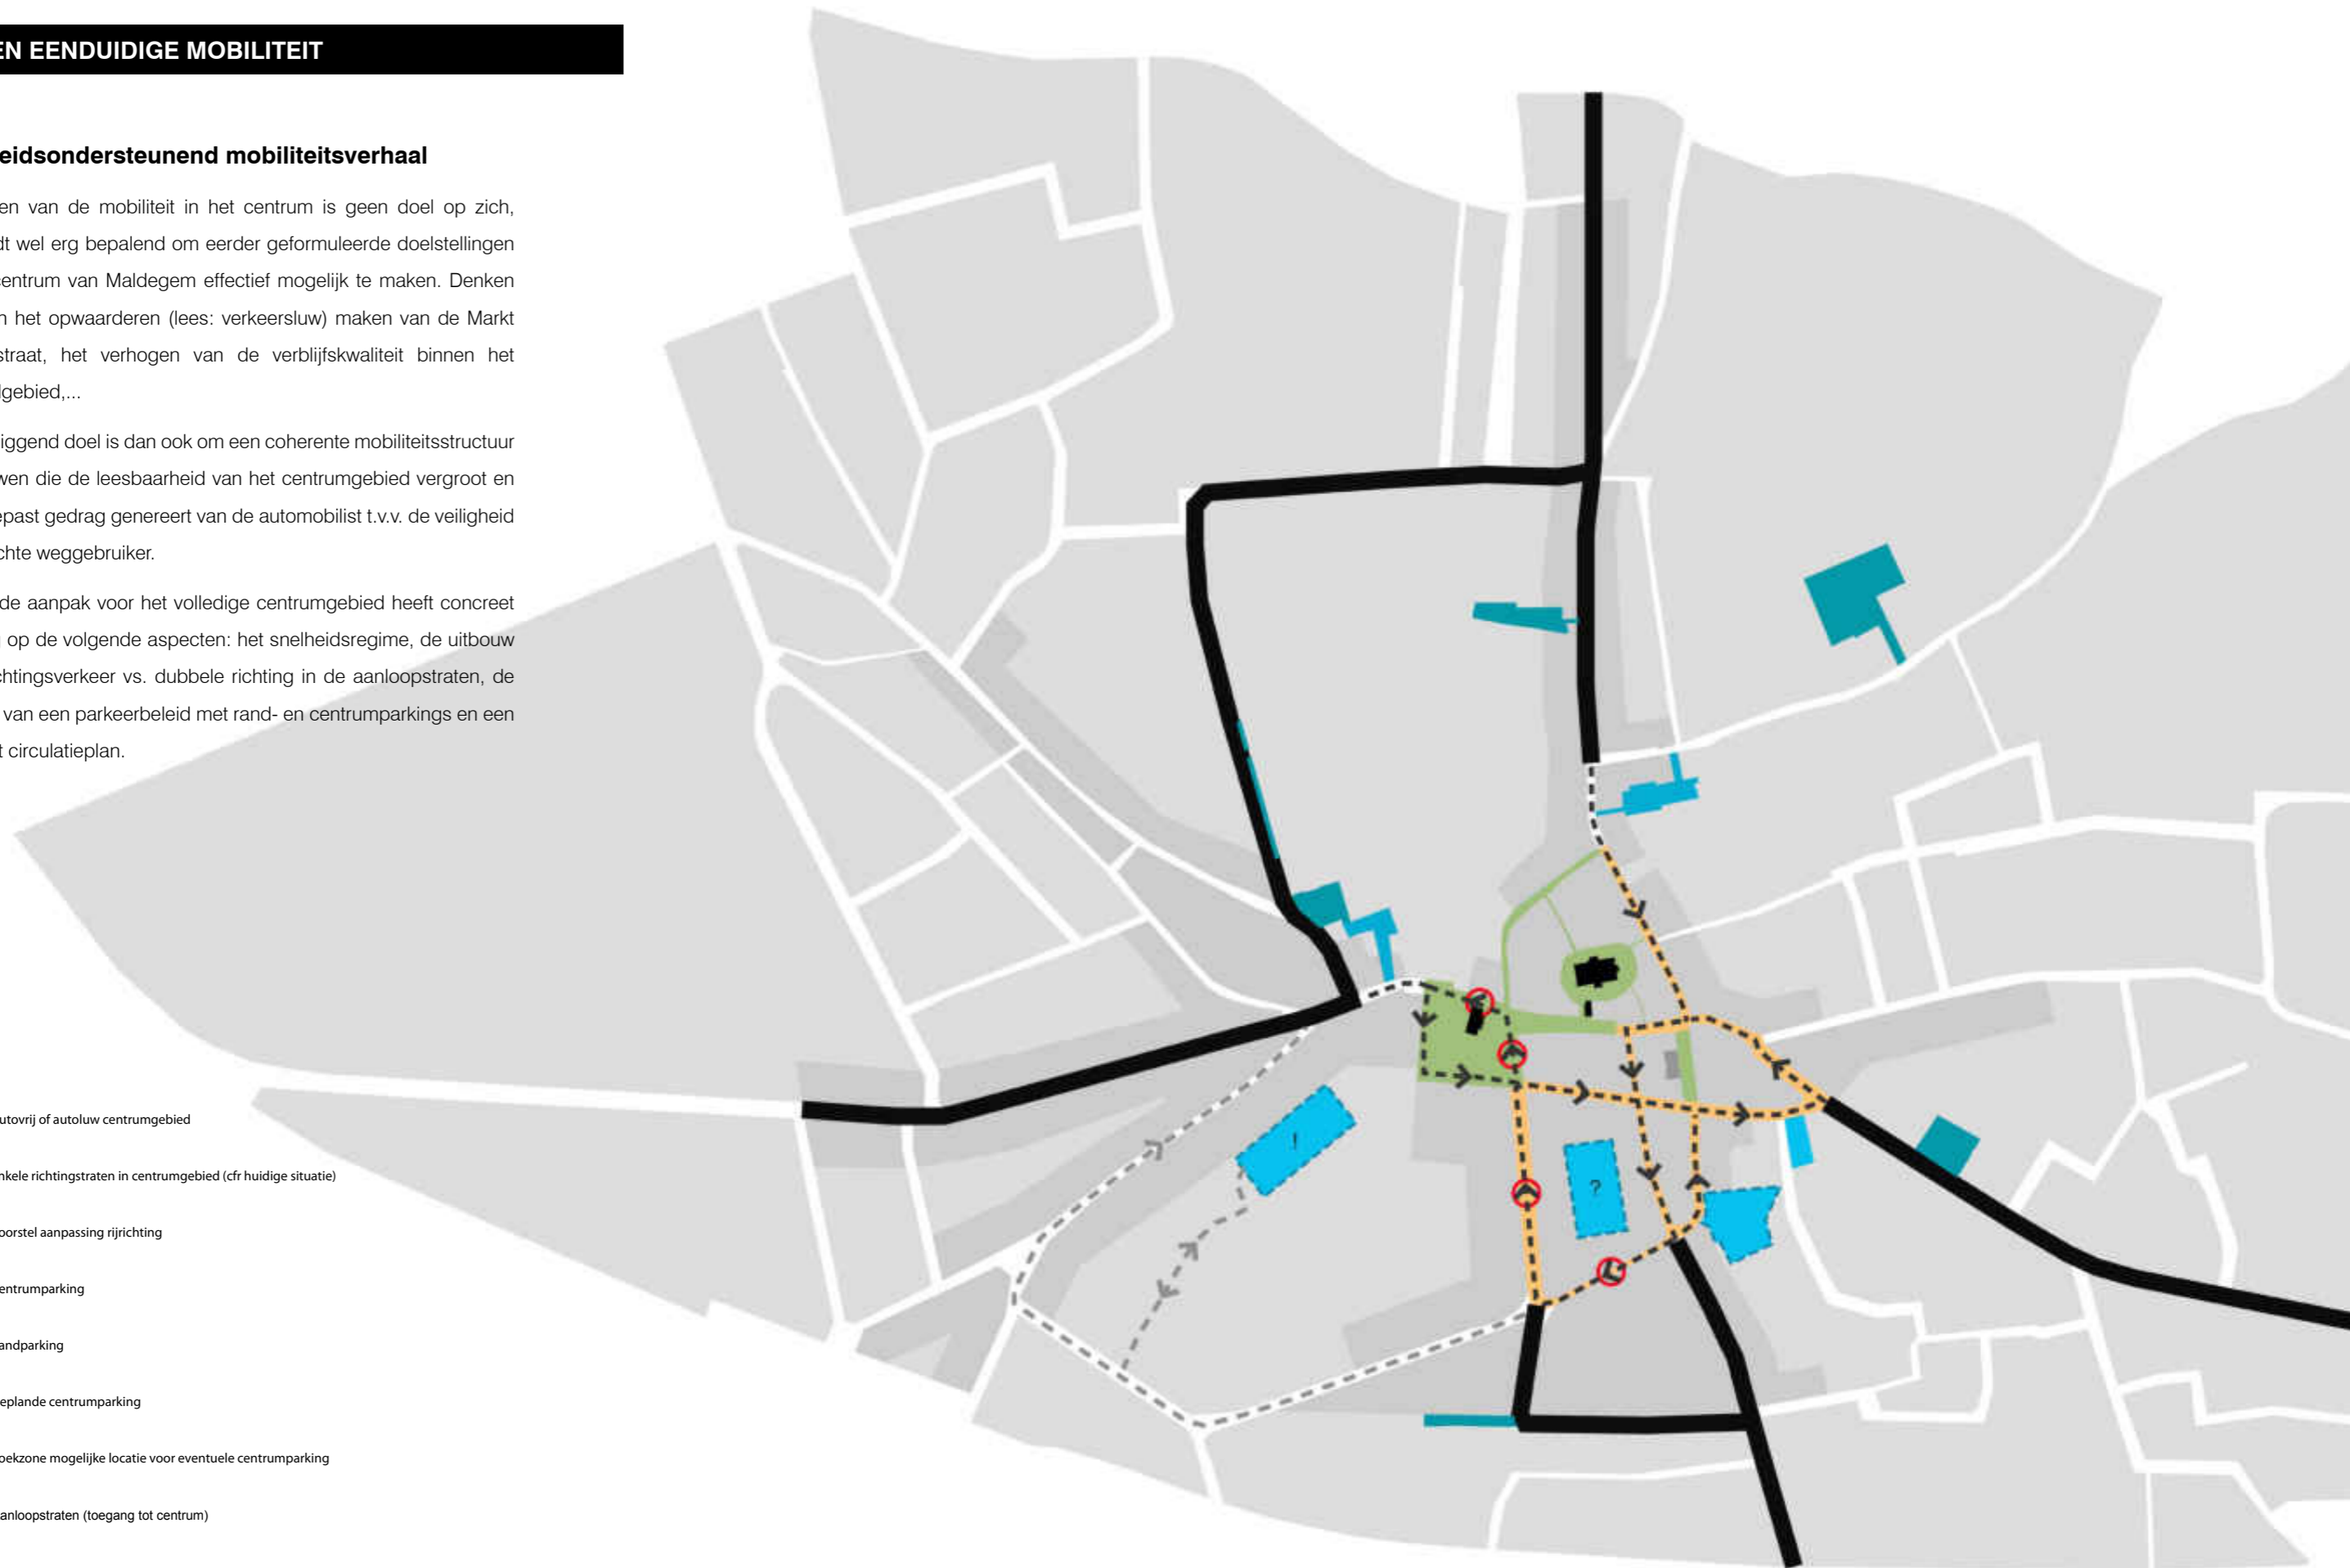 EN EENDUIDIGE MOBILITEIT
eidsondersteunend mobiliteitsverhaal
en van de mobiliteit in het centrum is geen doel op zich,
dt wel erg bepalend om eerder geformuleerde doelstellingen
centrum van Maldegem effectief mogelijk te maken. Denken
n het opwaarderen (lees: verkeersluw) maken van de Markt
straat, het verhogen van de verblijfskwaliteit binnen het
lgebied,...
iggend doel is dan ook om een coherente mobiliteitsstructuur
wen die de leesbaarheid van het centrumgebied vergroot en
epast gedrag genereert van de automobilist t.v.v. de veiligheid
chte weggebruiker.
de aanpak voor het volledige centrumgebied heeft concreet
g op de volgende aspecten: het snelheidsregime, de uitbouw
chtingsverkeer vs. dubbele richting in de aanloopstraten, de
van een parkeerbeleid met rand- en centrumparkings en een
t circulatieplan.
utovrij of autoluw centrumgebied
nkele richtingstraten in centrumgebied (cfr huidige situatie)
oorstel aanpassing rijrichting
entrumparking
andparking
eplande centrumparking
oekzone mogelijke locatie voor eventuele centrumparking
anloopstraten (toegang tot centrum)
!
?